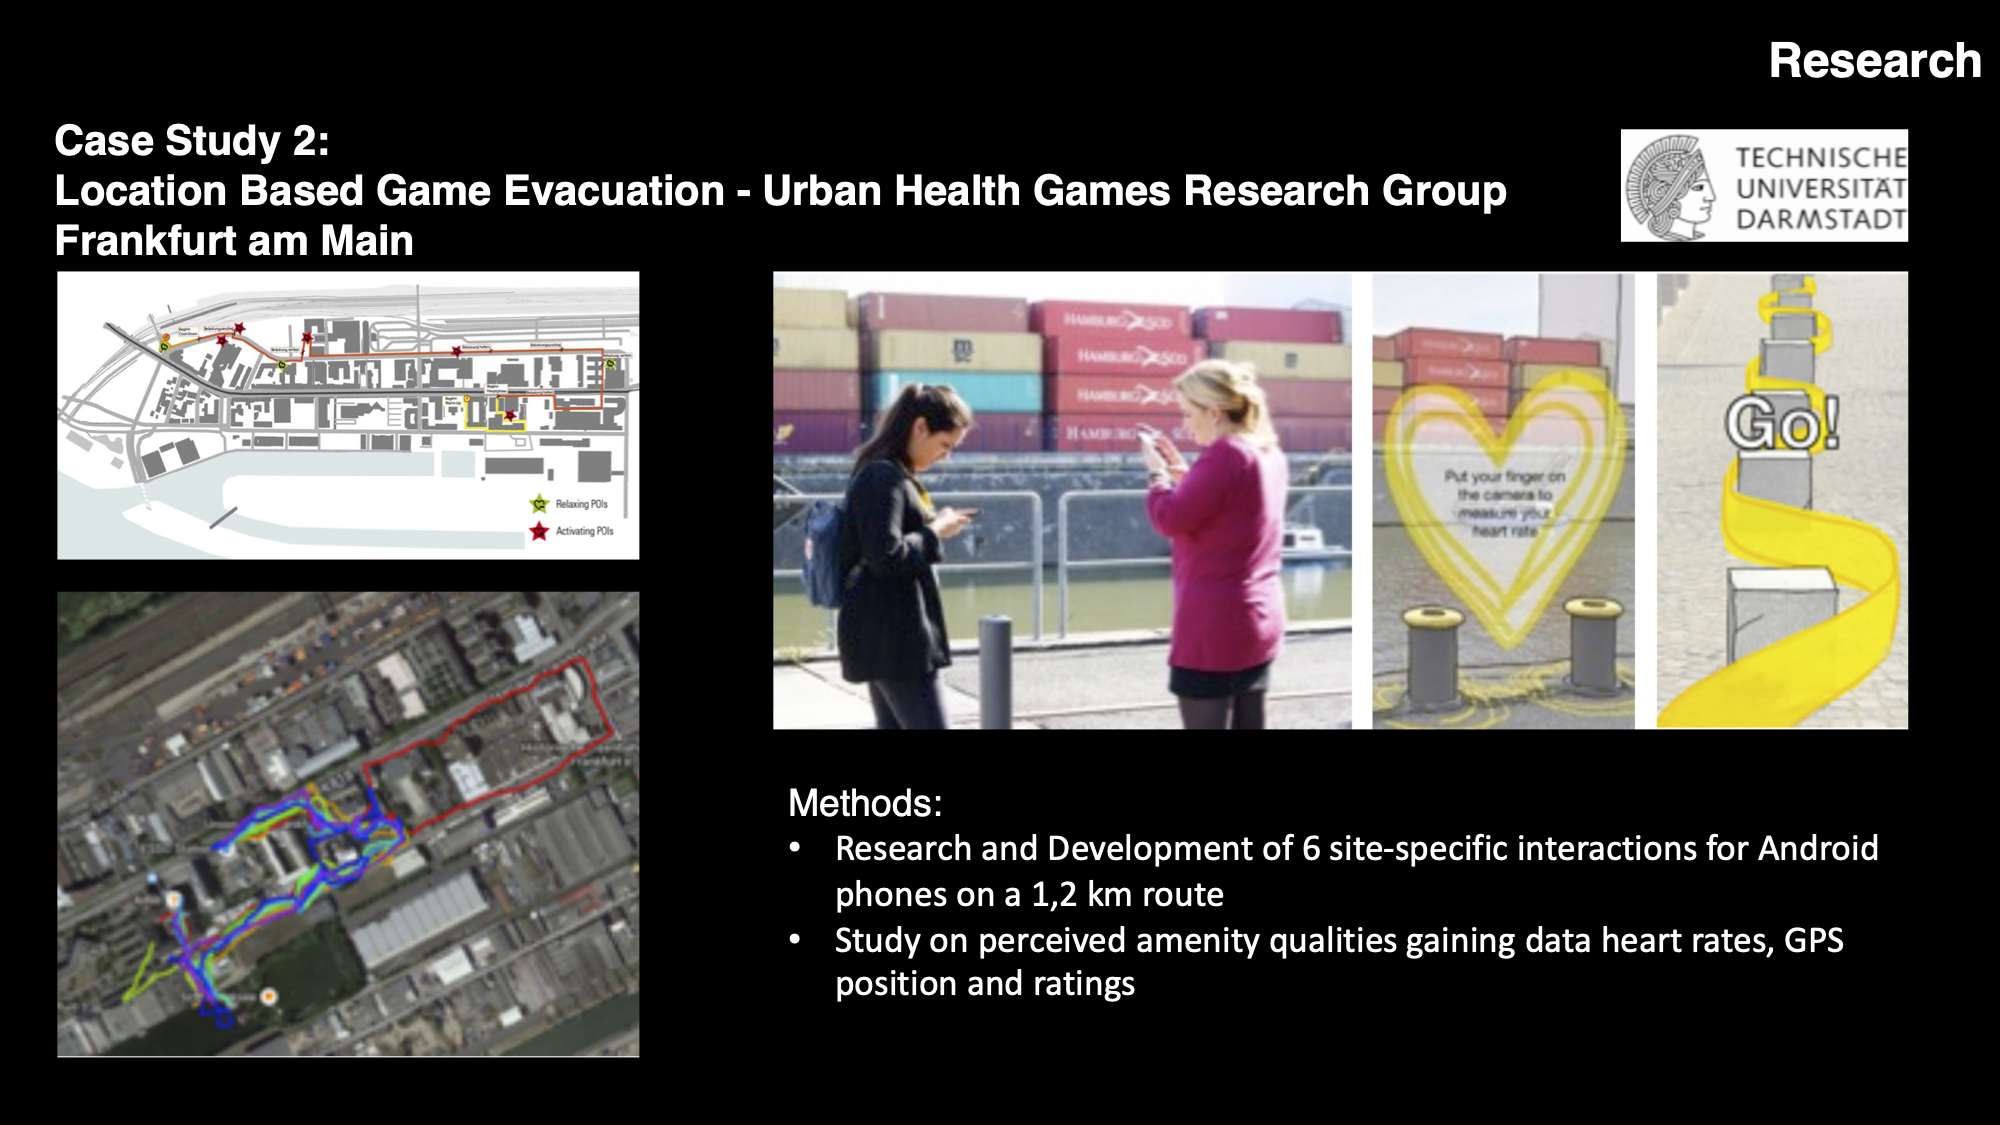 Research
Case Study 2:
Location Based Game Evacuation - Urban Health Games Research Group
Frankfurt am Main
TECHNISCHE
UNIVERSITÄT
DARMSTADT
Relaxing POIs
Activating POIs
HAMBURG SÜD
HAMBURG SÜD
HAMBURG SÜD
HAMBURG
Put your finger on
the camera to
measure your
heart rate
Go!
Methods:
• Research and Development of 6 site-specific interactions for Android
phones on a 1,2 km route
• Study on perceived amenity qualities gaining data heart rates, GPS
position and ratings